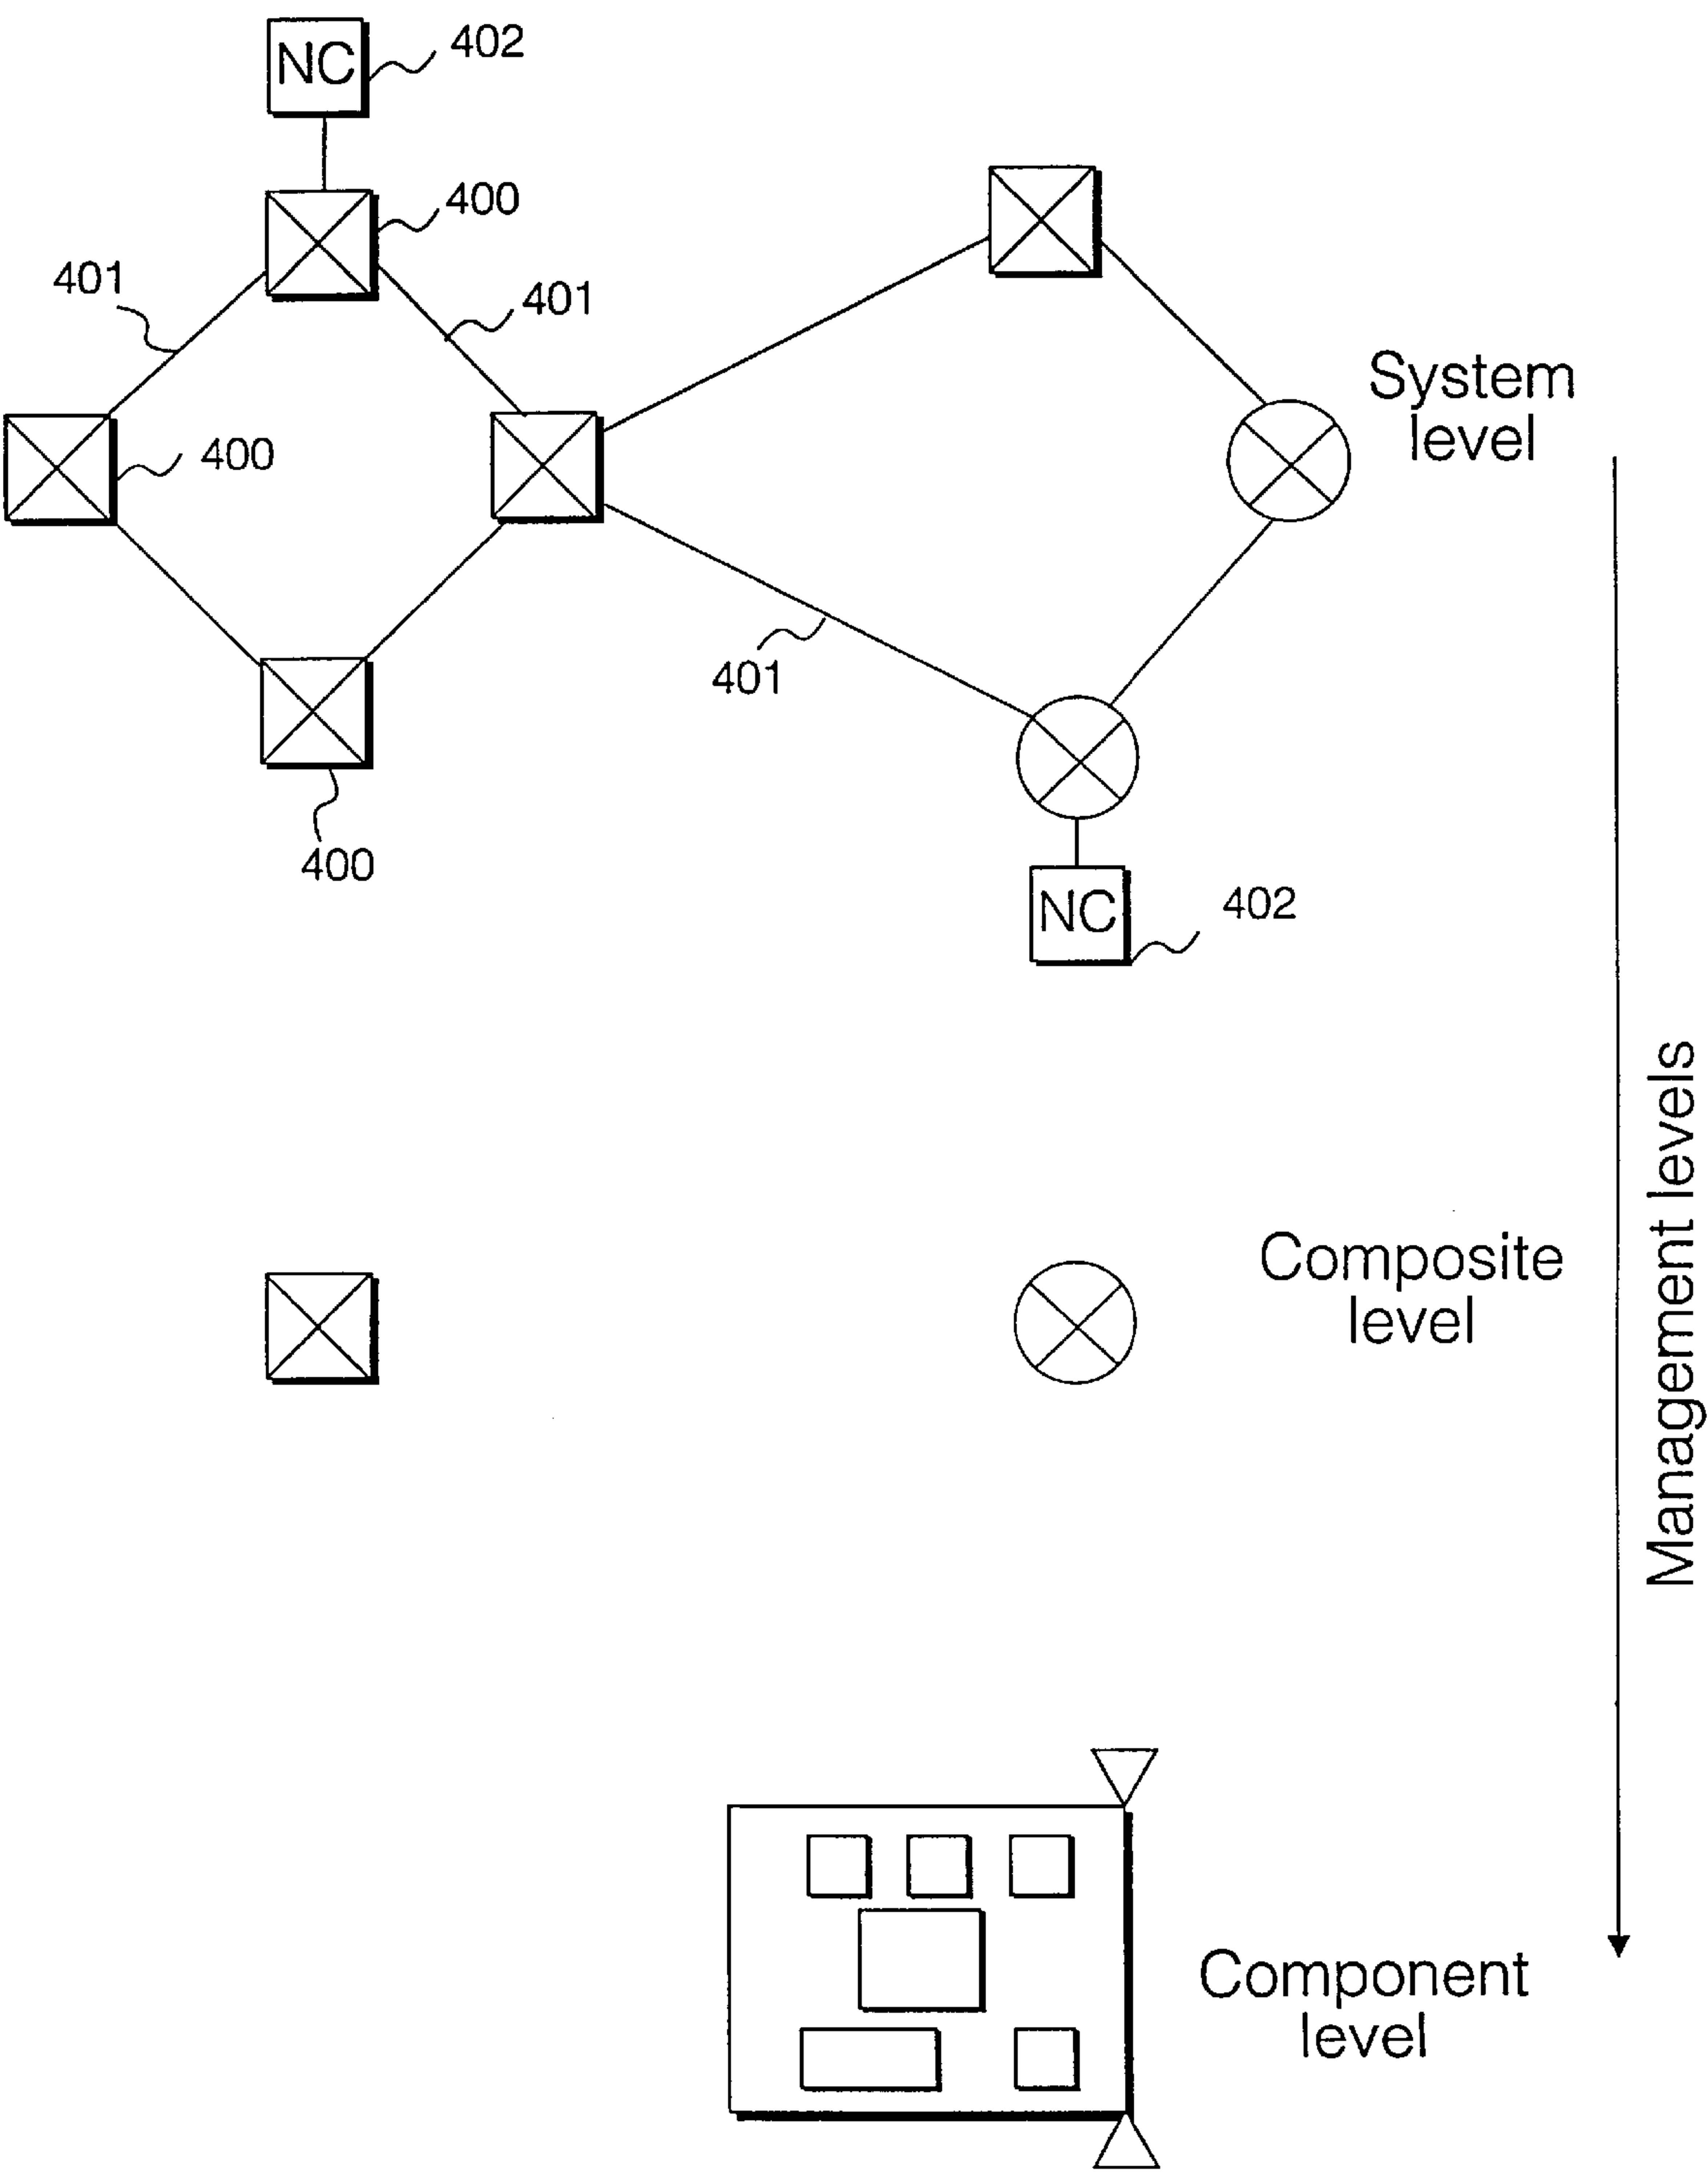 NC
402
400
401
401
System
level
400
401
400
NC
402
Management levels
Composite
level
Component
level